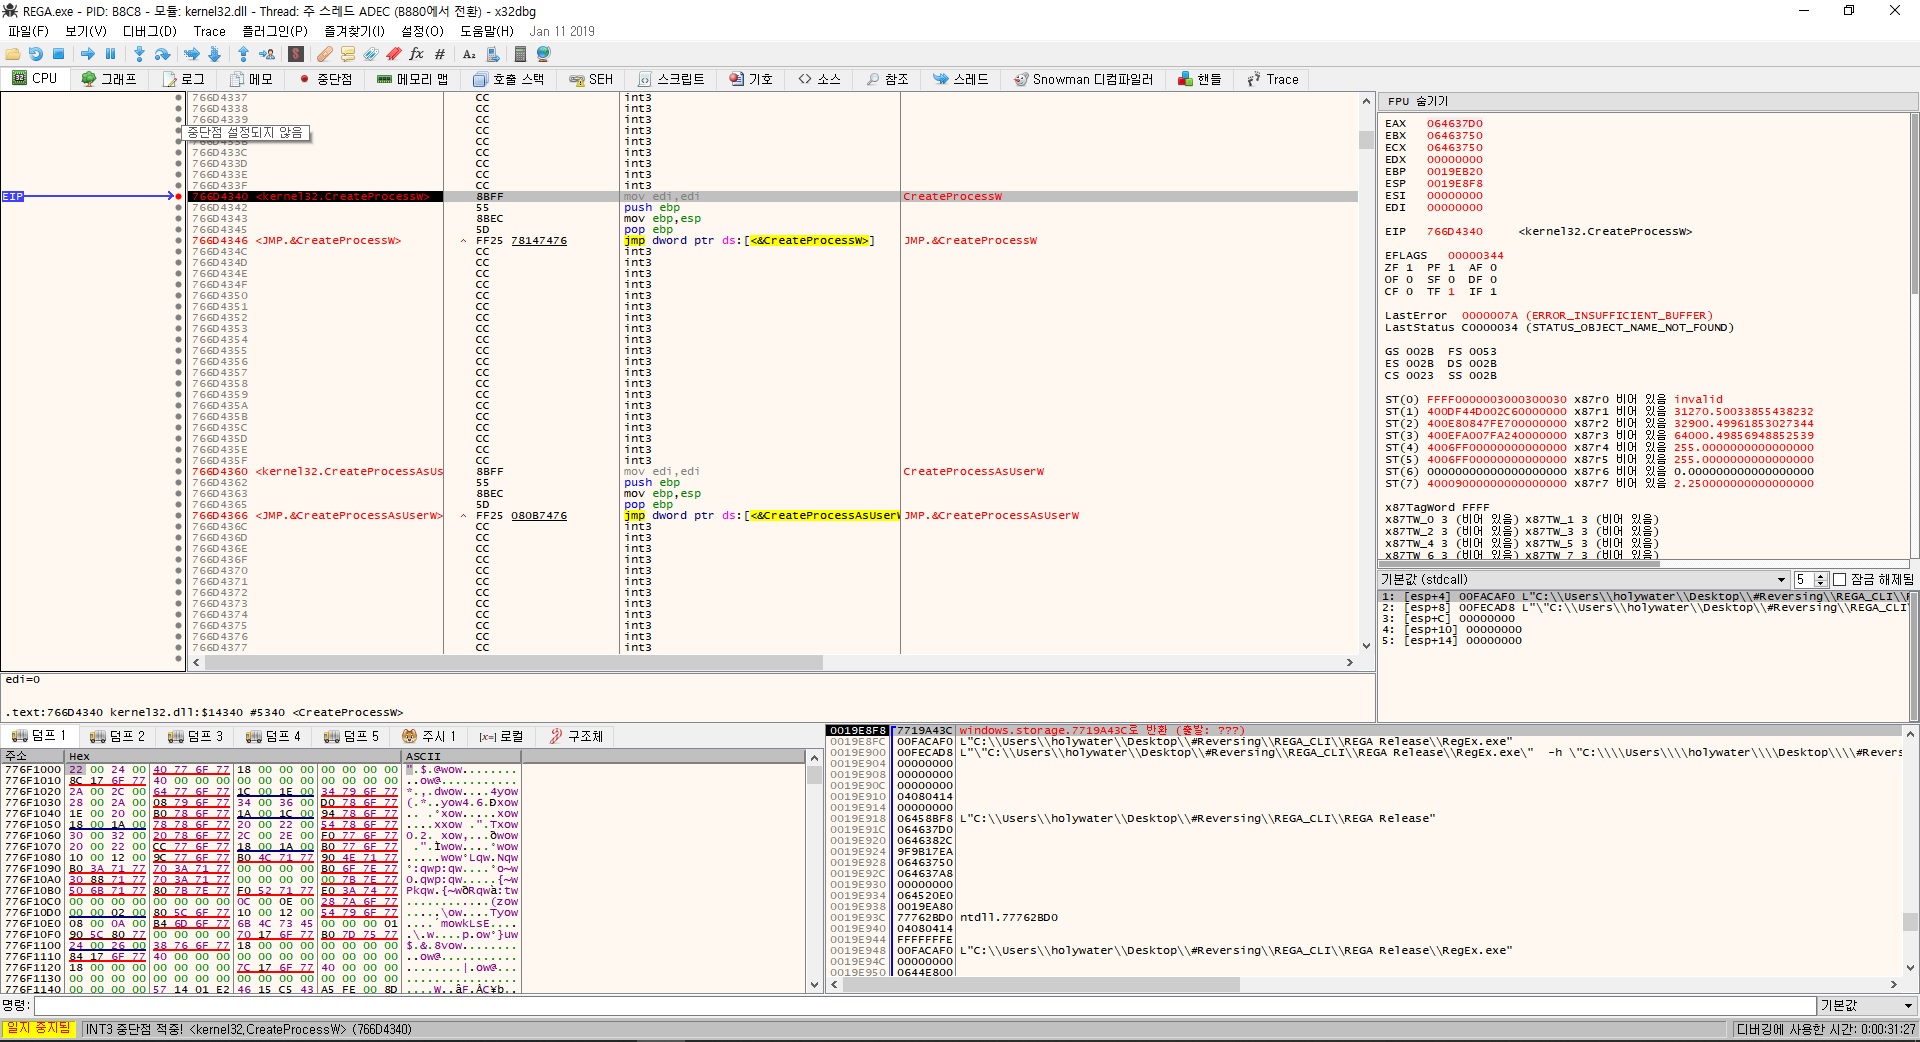 REGA.exe - PID: B8C8 - 모듈: kernel32.dll - Thread: 주 스레드 ADEC (B880에서 전환) - x32dbg
파일(F) 보기(V) 디버그(D) Trace 플러그인(P) 즐겨찾기(I) 설정(O) 도움말(H) Jan 11 2019
CPU 그래프 로그 메모 중단점 메모리 맵 호출 스택 SEH 스크립트 기호 소스 참조 스레드 Snowman 디컴파일러 핸들 Trace
766D4337 CC int3
766D4338 CC int3
766D4339 CC int3
중단점 설정되지 않음
766D433C CC int3
766D433D CC int3
766D433E CC int3
766D433F CC int3
EIP 766D4340 <kernel32.CreateProcessW> 8BFF mov edi,edi CreateProcessW
766D4342 55 push ebp
766D4343 8BEC mov ebp,esp
766D4345 5D pop ebp
766D4346 <JMP.&CreateProcessW> FF25 78147476 jmp dword ptr ds:[<&CreateProcessW>] JMP.&CreateProcessW
766D434C CC int3
766D434D CC int3
766D434E CC int3
766D434F CC int3
766D4350 CC int3
766D4351 CC int3
766D4352 CC int3
766D4353 CC int3
766D4354 CC int3
766D4355 CC int3
766D4356 CC int3
766D4357 CC int3
766D4358 CC int3
766D4359 CC int3
766D435A CC int3
766D435B CC int3
766D435C CC int3
766D435D CC int3
766D435E CC int3
766D435F CC int3
766D4360 <kernel32.CreateProcessAsUs 8BFF mov edi,edi CreateProcessAsUserW
766D4362 55 push ebp
766D4363 8BEC mov ebp,esp
766D4365 5D pop ebp
766D4366 <JMP.&CreateProcessAsUserW> FF25 080B7476 jmp dword ptr ds:[<&CreateProcessAsUserW JMP.&CreateProcessAsUserW
766D436C CC int3
766D436D CC int3
766D436E CC int3
766D436F CC int3
766D4370 CC int3
766D4371 CC int3
766D4372 CC int3
766D4373 CC int3
766D4374 CC int3
766D4375 CC int3
766D4376 CC int3
766D4377 CC int3
edi=0
.text:766D4340 kernel32.dll:$14340 #5340 <CreateProcessW>
FPU 숨기기
EAX 064637D0
EBX 06463750
ECX 06463750
EDX 00000000
EBP 0019EB20
ESP 0019E8F8
ESI 00000000
EDI 00000000
EIP 766D4340 <kernel32.CreateProcessW>
EFLAGS 00000344
ZF 1 PF 1 AF 0
OF 0 SF 0 DF 0
CF 0 TF 1 IF 1
LastError 0000007A (ERROR_INSUFFICIENT_BUFFER)
LastStatus C0000034 (STATUS_OBJECT_NAME_NOT_FOUND)
GS 002B FS 0053
ES 002B DS 002B
CS 0023 SS 002B
ST(0) FFFF0000003000300030 x87r0 비어 있음 invalid
ST(1) 400DF44D002C60000000 x87r1 비어 있음 31270.50033855438232
ST(2) 400E80847FE700000000 x87r2 비어 있음 32900.49961853027344
ST(3) 400EFA007FA240000000 x87r3 비어 있음 64000.49856948852539
ST(4) 4006FF00000000000000 x87r4 비어 있음 255.0000000000000000
ST(5) 4006FF00000000000000 x87r5 비어 있음 255.0000000000000000
ST(6) 00000000000000000000 x87r6 비어 있음 0.000000000000000000
ST(7) 40009000000000000000 x87r7 비어 있음 2.250000000000000000
x87TagWord FFFF
x87TW_0 3 (비어 있음) x87TW_1 3 (비어 있음)
x87TW_2 3 (비어 있음) x87TW_3 3 (비어 있음)
x87TW_4 3 (비어 있음) x87TW_5 3 (비어 있음)
x87TW_6 3 (비어 있음) x87TW_7 3 (비어 있음)
기본값 (stdcall) 5 잠금 해제됨
1: [esp+4] 00FACAF0 L"C:\\Users\\holywater\\Desktop\\#Reversing\\REGA_CLI\\R
2: [esp+8] 00FECAD8 L"\"C:\\Users\\holywater\\Desktop\\#Reversing\\REGA_CLI\
3: [esp+C] 00000000
4: [esp+10] 00000000
5: [esp+14] 00000000
덤프 1 덤프 2 덤프 3 덤프 4 덤프 5 주시 1 [x=] 로컬 구조체
주소 Hex ASCII
776F1000 22 00 24 00 40 77 6F 77 18 00 00 00 00 00 00 00 ".$.@wow........
776F1010 8C 17 6F 77 40 00 00 00 00 00 00 00 00 00 00 00 ..ow@...........
776F1020 2A 00 2C 00 64 77 6F 77 1C 00 1E 00 34 79 6F 77 *.,.dwow....4yow
776F1030 28 00 2A 00 08 79 6F 77 34 00 36 00 D0 78 6F 77 (.*..yow4.6.Ðxow
776F1040 1E 00 20 00 B0 78 6F 77 1A 00 1C 00 94 78 6F 77 .. .°xow.....xow
776F1050 18 00 1A 00 78 78 6F 77 20 00 22 00 54 78 6F 77 ....xxow .".Txow
776F1060 30 00 32 00 20 78 6F 77 2C 00 2E 00 F0 77 6F 77 0.2. xow,...ðwow
776F1070 20 00 22 00 CC 77 6F 77 18 00 1A 00 B0 77 6F 77 .".Ìwow....°wow
776F1080 10 00 12 00 9C 77 6F 77 B0 4C 71 77 90 4E 71 77 .....wow°Lqw.Nqw
776F1090 B0 3A 71 77 70 3A 71 77 00 00 00 00 B0 6F 7E 77 °:qwp:qw....°o~w
776F10A0 30 88 71 77 70 3A 71 77 00 00 00 00 00 7B 7E 77 0.qwp:qw.....{~w
776F10B0 50 6B 71 77 80 7B 7E 77 F0 52 71 77 E0 3A 74 77 Pkqw.{~wðRqwà:tw
776F10C0 00 00 00 00 00 00 00 00 0C 00 0E 00 28 7A 6F 77 ............(zow
776F10D0 00 00 02 00 80 5C 6F 77 10 00 12 00 54 79 6F 77 .....\ow....Tyow
776F10E0 08 00 0A 00 B4 6D 6F 77 6B 4C 73 45 00 00 00 01 ....´mowkLsE....
776F10F0 90 5C 80 77 00 00 00 00 70 17 6F 77 B0 7D 75 77 .\.w....p.ow°}uw
776F1100 24 00 26 00 38 76 6F 77 18 00 00 00 00 00 00 00 $.&.8vow........
776F1110 84 17 6F 77 40 00 00 00 00 00 00 00 00 00 00 00 ..ow@...........
776F1120 18 00 00 00 00 00 00 00 7C 17 6F 77 40 00 00 00 ........|.ow@...
776F1130 00 00 00 00 00 00 00 00 00 00 00 00 00 00 00 00 ................
776F1140 00 00 00 00 57 14 01 E2 46 15 C5 43 A5 FE 00 8D ....W..âF.ÅC¥þ..
0019E8F8 7719A43C windows.storage.7719A43C로 반환 (출발: ???)
0019E8FC 00FACAF0 L"C:\\Users\\holywater\\Desktop\\#Reversing\\REGA_CLI\\REGA Release\\RegEx.exe"
0019E900 00FECAD8 L"\"C:\\Users\\holywater\\Desktop\\#Reversing\\REGA_CLI\\REGA Release\\RegEx.exe\"  -h \"C:\\\\Users\\\\holywater\\\\Desktop\\\\#Revers
0019E904 00000000
0019E908 00000000
0019E90C 00000000
0019E910 04080414
0019E914 00000000
0019E918 06458BF8 L"C:\\Users\\holywater\\Desktop\\#Reversing\\REGA_CLI\\REGA Release"
0019E91C 064637D0
0019E920 0646382C
0019E924 9F9B17EA
0019E928 06463750
0019E92C 064637A8
0019E930 00000000
0019E934 064520E0
0019E938 0019EA80
0019E93C 77762BD0 ntdll.77762BD0
0019E940 04080414
0019E944 FFFFFFFE
0019E948 00FACAF0 L"C:\\Users\\holywater\\Desktop\\#Reversing\\REGA_CLI\\REGA Release\\RegEx.exe"
0019E94C 00000000
0019E950 0644E800
명령: 기본값
일지 중지됨 INT3 중단점 적중! <kernel32.CreateProcessW> (766D4340) 디버깅에 사용한 시간: 0:00:31:27